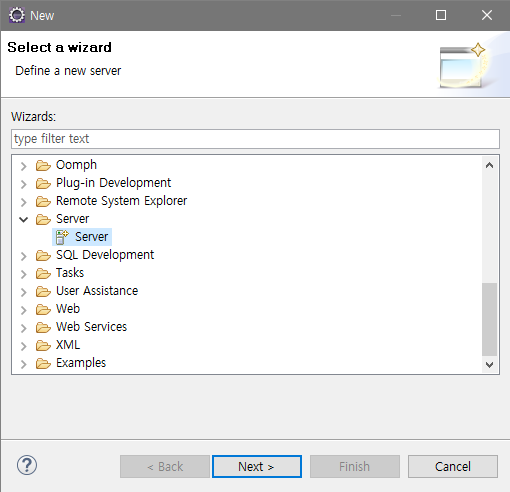 New
Select a wizard
Define a new server
Wizards:
type filter text
Oomph
Plug-in Development
Remote System Explorer
Server
Server
SQL Development
Tasks
User Assistance
Web
Web Services
XML
Examples
?
< Back
Next >
Finish
Cancel